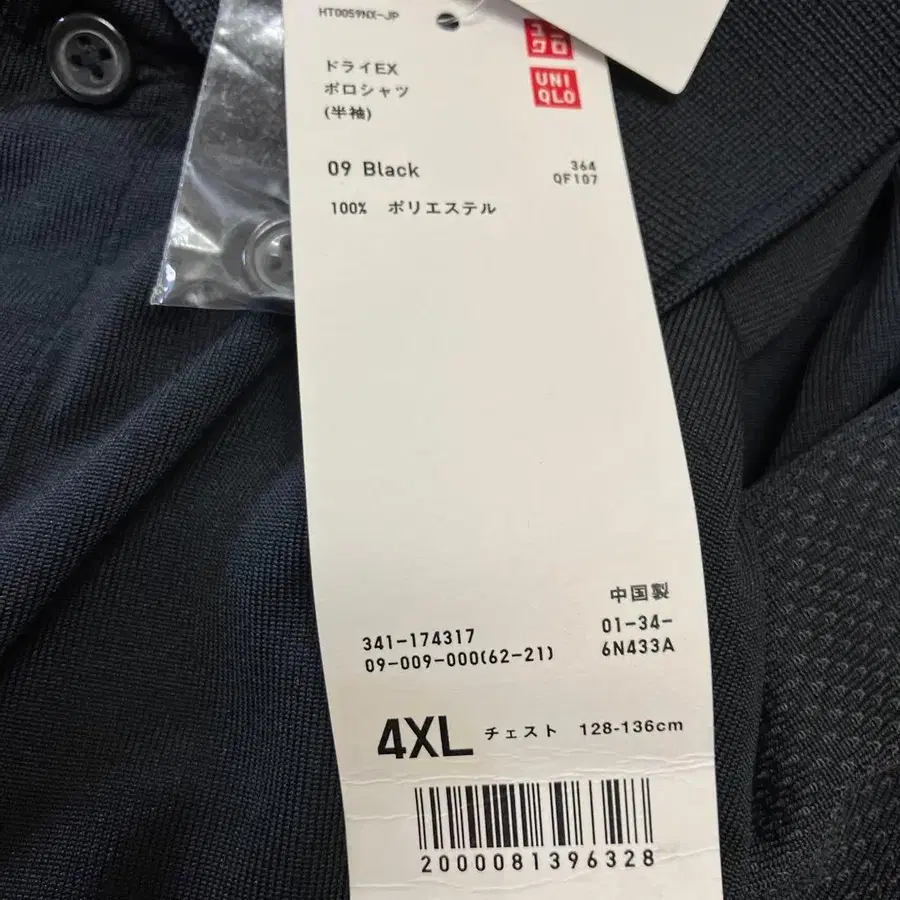 HT0059NX-JP
ユニ
クロ
UNI
QLO
ドライEX
ポロシャツ
(半袖)
09 Black
364
QF107
100% ポリエステル
中国製
341-174317
01-34-
09-009-000(62-21)
6N433A
4XL チェスト 128-136cm
2000081396328